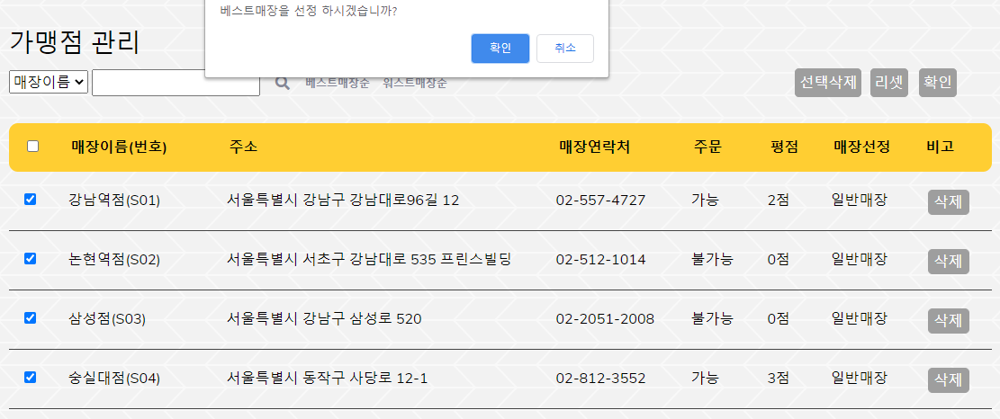 베스트매장을 선정 하시겠습니까?
확인 취소
가맹점 관리
매장이름 베스트매장순 워스트매장순 선택삭제 리셋 확인
매장이름(번호) 주소 매장연락처 주문 평점 매장선정 비고
강남역점(S01) 서울특별시 강남구 강남대로96길 12 02-557-4727 가능 2점 일반매장 삭제
논현역점(S02) 서울특별시 서초구 강남대로 535 프린스빌딩 02-512-1014 불가능 0점 일반매장 삭제
삼성점(S03) 서울특별시 강남구 삼성로 520 02-2051-2008 불가능 0점 일반매장 삭제
숭실대점(S04) 서울특별시 동작구 사당로 12-1 02-812-3552 가능 3점 일반매장 삭제